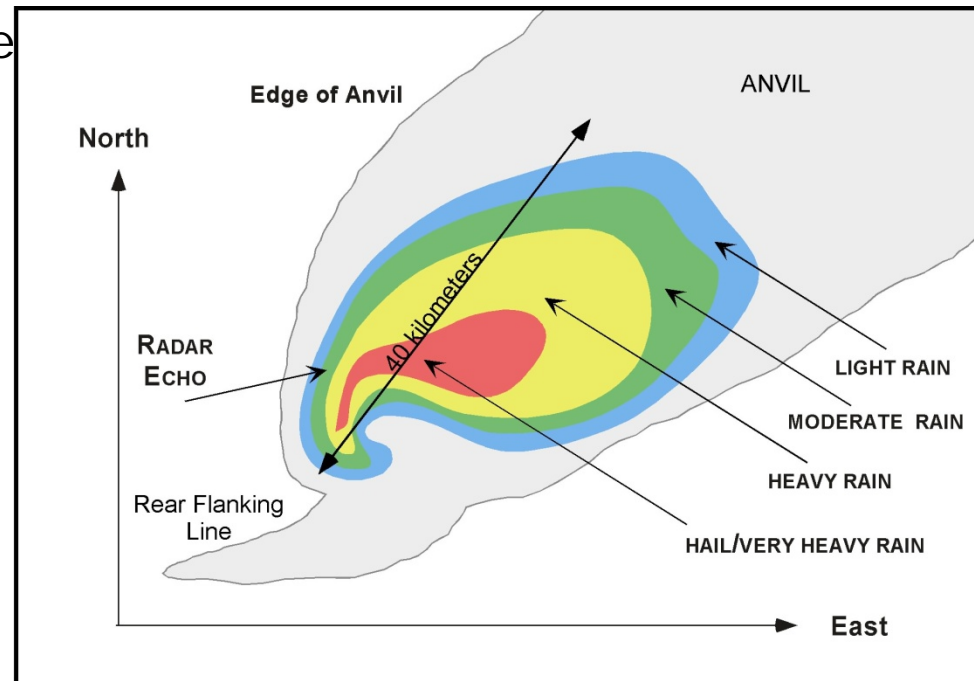 e
Edge of Anvil
ANVIL
North
40 kilometers
RADAR
ECHO
LIGHT RAIN
MODERATE RAIN
HEAVY RAIN
Rear Flanking
Line
HAIL/VERY HEAVY RAIN
East